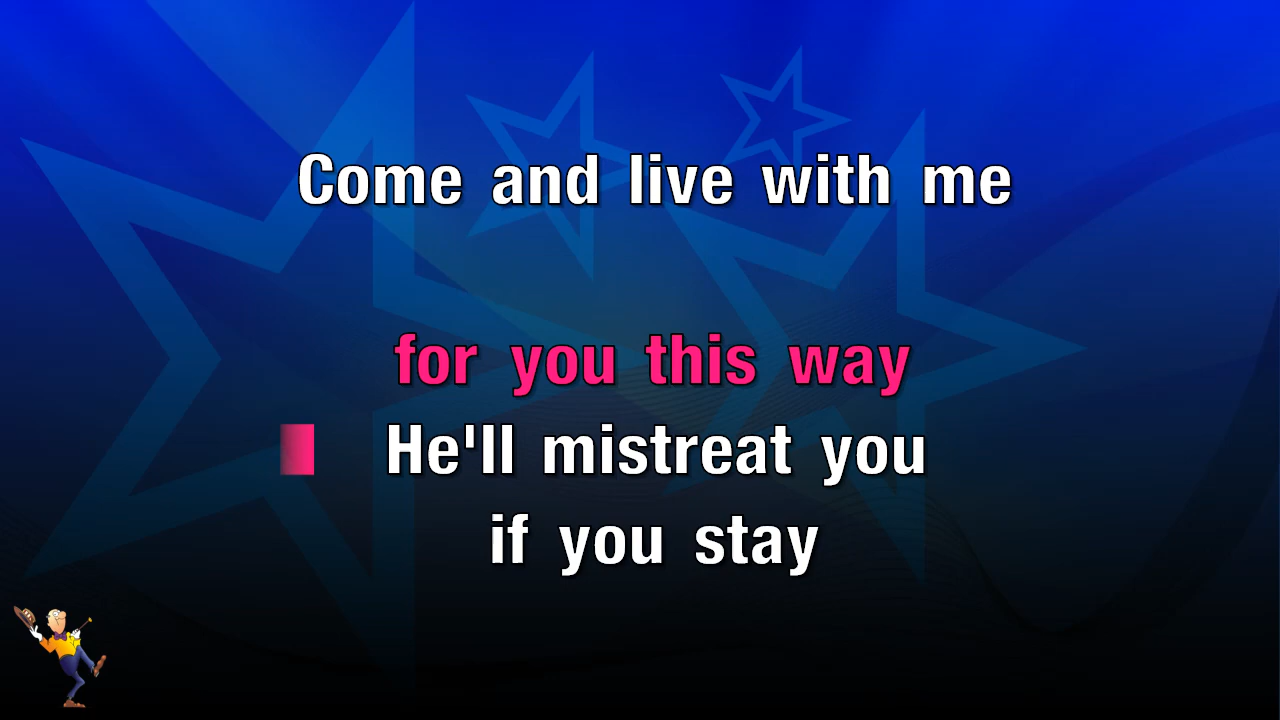 Come and live with me
for you this way
He'll mistreat you
if you stay